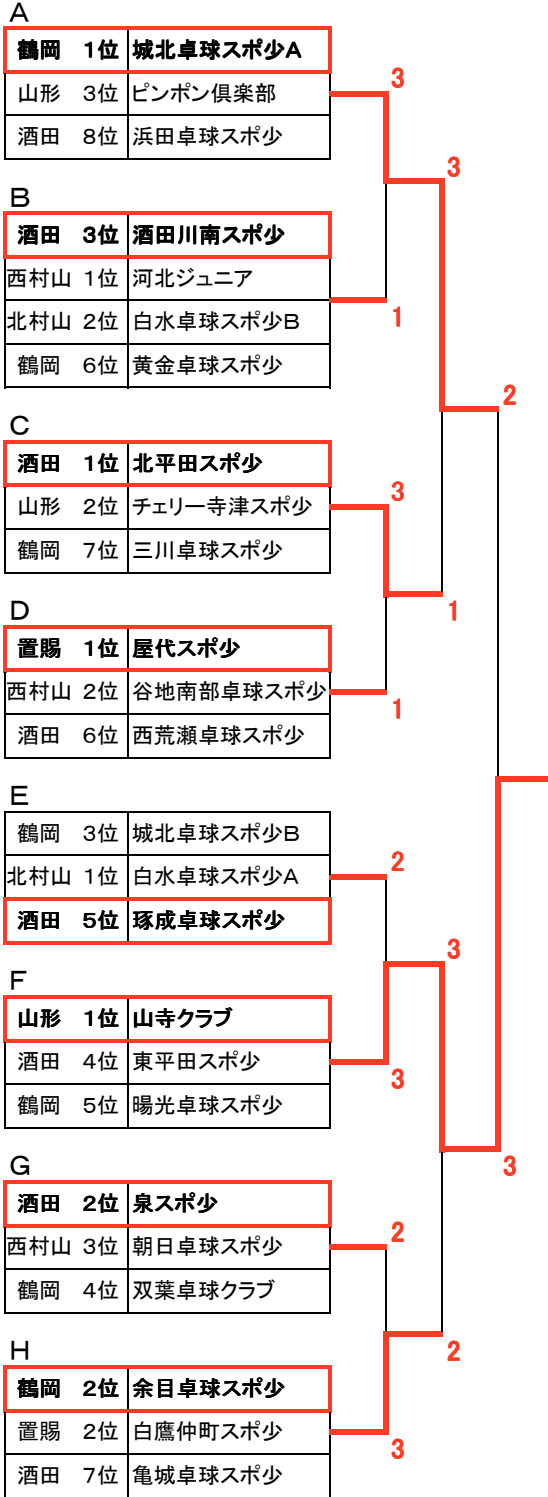 A
鶴岡 1位 城北卓球スポ少A
山形 3位 ピンポン倶楽部
3
酒田 8位 浜田卓球スポ少
3
B
酒田 3位 酒田川南スポ少
西村山 1位 河北ジュニア
北村山 2位 白水卓球スポ少B
1
鶴岡 6位 黄金卓球スポ少
2
C
酒田 1位 北平田スポ少
山形 2位 チェリー寺津スポ少
3
鶴岡 7位 三川卓球スポ少
D
1
置賜 1位 屋代スポ少
西村山 2位 谷地南部卓球スポ少
1
酒田 6位 西荒瀬卓球スポ少
E
鶴岡 3位 城北卓球スポ少B
2
北村山 1位 白水卓球スポ少A
酒田 5位 琢成卓球スポ少
3
F
山形 1位 山寺クラブ
酒田 4位 東平田スポ少
3
鶴岡 5位 暘光卓球スポ少
G
3
酒田 2位 泉スポ少
2
西村山 3位 朝日卓球スポ少
鶴岡 4位 双葉卓球クラブ
H
2
鶴岡 2位 余目卓球スポ少
置賜 2位 白鷹仲町スポ少
3
酒田 7位 亀城卓球スポ少